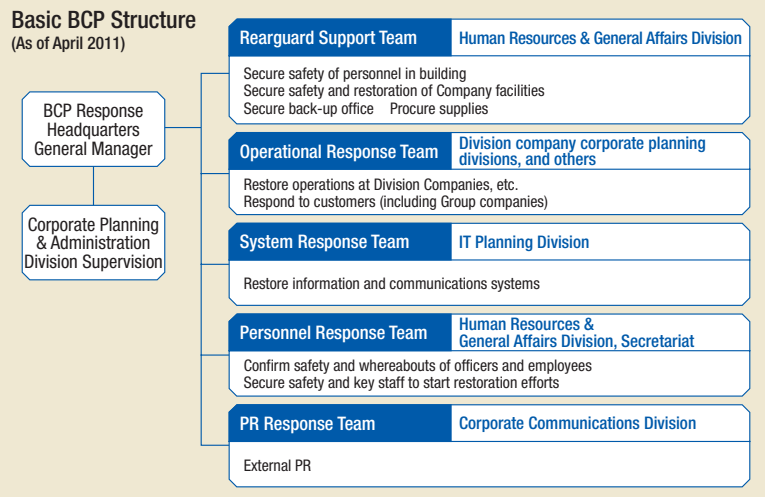 Basic BCP Structure
(As of April 2011)
BCP Response
Headquarters
General Manager
Corporate Planning
& Administration
Division Supervision
Rearguard Support Team
Human Resources & General Affairs Division
Secure safety of personnel in building
Secure safety and restoration of Company facilities
Secure back-up office Procure supplies
Operational Response Team
Division company corporate planning
divisions, and others
Restore operations at Division Companies, etc.
Respond to customers (including Group companies)
System Response Team
IT Planning Division
Restore information and communications systems
Personnel Response Team
Human Resources &
General Affairs Division, Secretariat
Confirm safety and whereabouts of officers and employees
Secure safety and key staff to start restoration efforts
PR Response Team
Corporate Communications Division
External PR